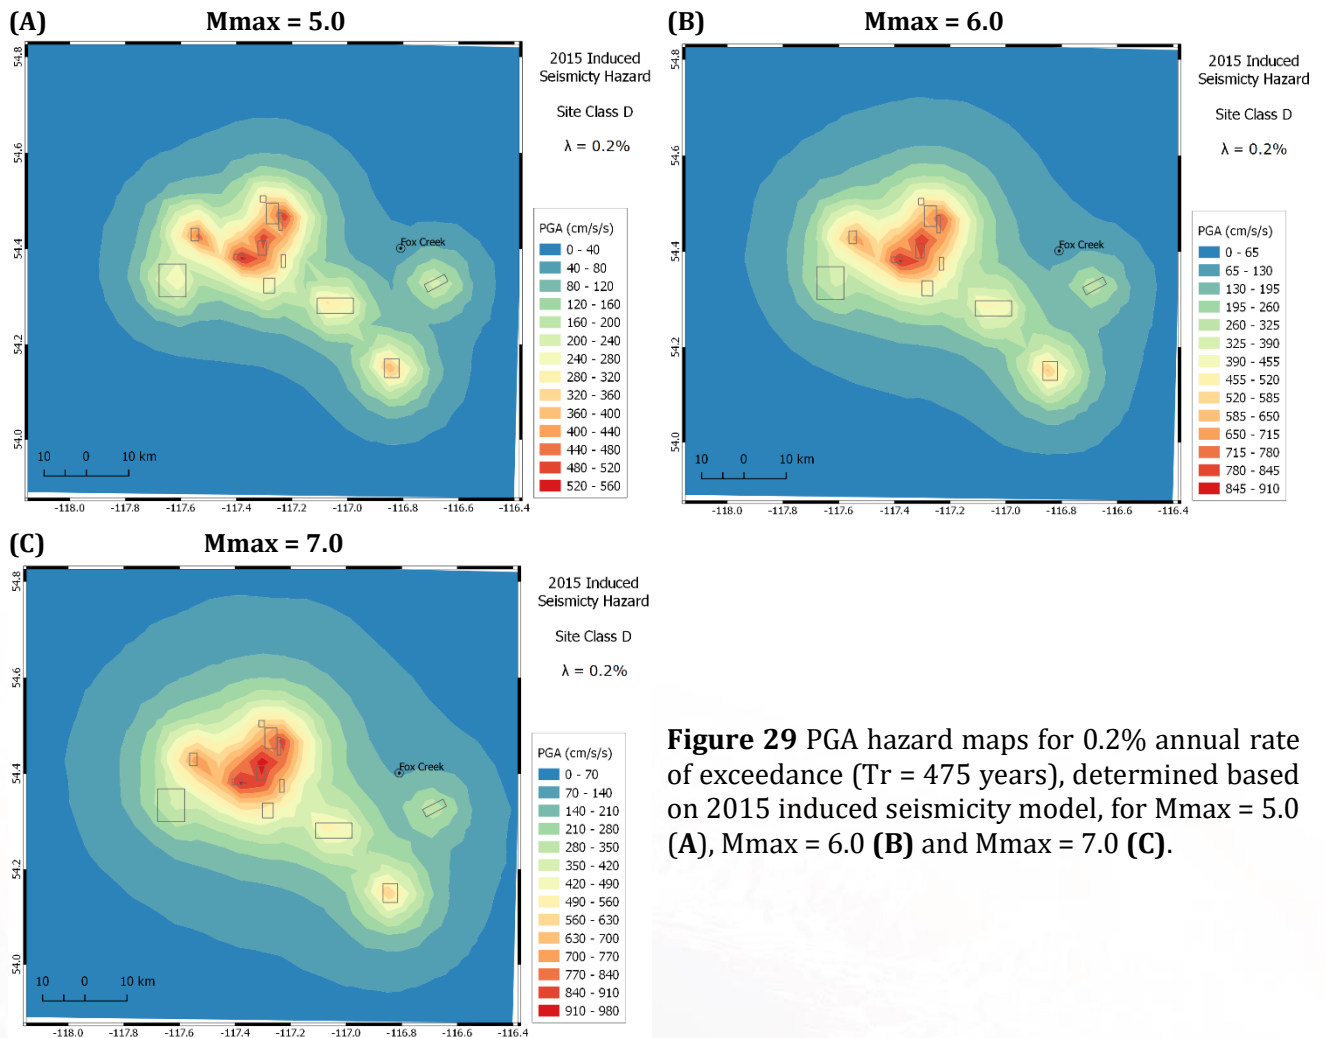 (A)
Mmax = 5.0
54.8
54.6
54.4
54.2
54.0
Fox Creek
10 0 10 km
-118.0 -117.8 -117.6 -117.4 -117.2 -117.0 -116.8 -116.6 -116.4
2015 Induced
Seismicty Hazard
Site Class D
λ = 0.2%
PGA (cm/s/s)
0 - 40
40 - 80
80 - 120
120 - 160
160 - 200
200 - 240
240 - 280
280 - 320
320 - 360
360 - 400
400 - 440
440 - 480
480 - 520
520 - 560
(B)
Mmax = 6.0
54.8
54.6
54.4
54.2
54.0
Fox Creek
10 0 10 km
-118.0 -117.8 -117.6 -117.4 -117.2 -117.0 -116.8 -116.6 -116.4
2015 Induced
Seismicty Hazard
Site Class D
λ = 0.2%
PGA (cm/s/s)
0 - 65
65 - 130
130 - 195
195 - 260
260 - 325
325 - 390
390 - 455
455 - 520
520 - 585
585 - 650
650 - 715
715 - 780
780 - 845
845 - 910
(C)
Mmax = 7.0
54.8
54.6
54.4
54.2
54.0
Fox Creek
10 0 10 km
-118.0 -117.8 -117.6 -117.4 -117.2 -117.0 -116.8 -116.6 -116.4
2015 Induced
Seismicty Hazard
Site Class D
λ = 0.2%
PGA (cm/s/s)
0 - 70
70 - 140
140 - 210
210 - 280
280 - 350
350 - 420
420 - 490
490 - 560
560 - 630
630 - 700
700 - 770
770 - 840
840 - 910
910 - 980
Figure 29 PGA hazard maps for 0.2% annual rate
of exceedance (Tr = 475 years), determined based
on 2015 induced seismicity model, for Mmax = 5.0
(A), Mmax = 6.0 (B) and Mmax = 7.0 (C).